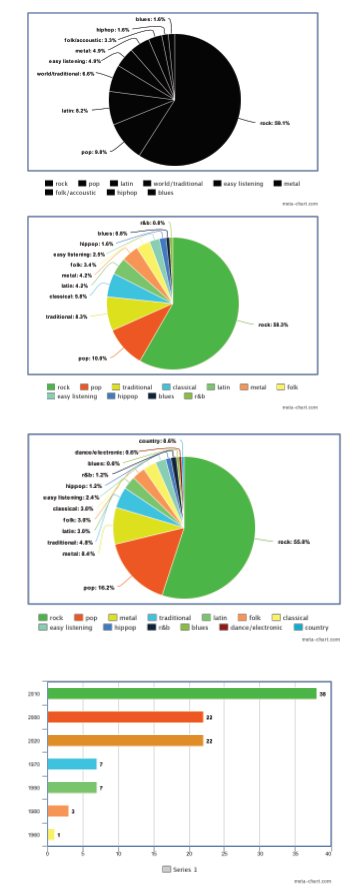 blues: 1.6%
hiphop: 1.6%
folk/accoustic: 3.3%
metal: 4.9%
easy listening: 4.9%
world/traditional: 6.6%
latin: 8.2%
rock: 59.1%
pop: 9.8%
rock pop latin world/traditional easy listening metal
folk/accoustic hiphop blues
meta-chart.com
r&b: 0.8%
blues: 0.8%
hippop: 1.6%
easy listening: 2.5%
folk: 3.4%
metal: 4.2%
latin: 4.2%
classical: 5.8%
traditional: 8.3%
rock: 58.3%
pop: 10.0%
rock pop traditional classical latin metal folk
easy listening hippop blues r&b
meta-chart.com
country: 0.6%
dance/electronic: 0.6%
blues: 0.6%
r&b: 1.2%
hippop: 1.2%
easy listening: 2.4%
classical: 3.0%
folk: 3.0%
latin: 3.0%
traditional: 4.8%
metal: 8.4%
rock: 55.0%
pop: 16.2%
rock pop metal traditional latin folk classical
easy listening hippop r&b blues dance/electronic country
meta-chart.com
2010 38
2000 22
2020 22
1970 7
1990 7
1980 3
1960 1
0 5 10 15 20 25 30 35 40
Series 1
meta-chart.com